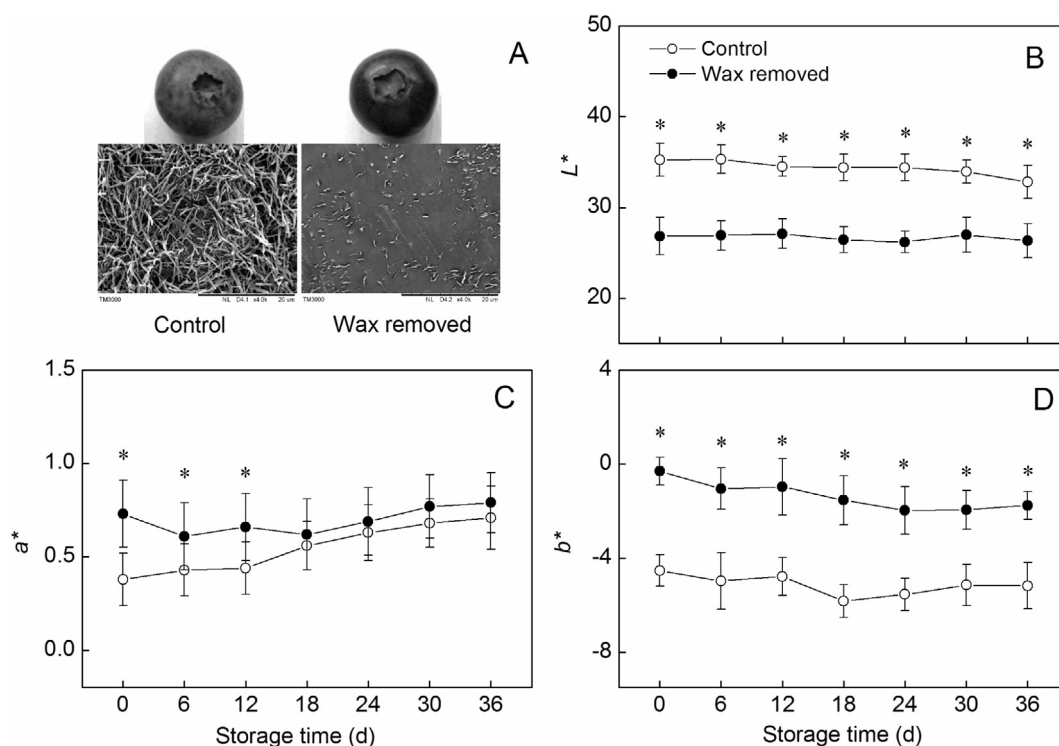 A
TM3000 NL D4.1 x4.0k 20 um
TM3000 NL D4.2 x4.0k 20 um
Control
Wax removed
50
40
30
20
L*
B
Control
Wax removed
* * * * * * *
1.5
1.0
0.5
0.0
a*
C
* * *
0 6 12 18 24 30 36
Storage time (d)
4
0
-4
-8
b*
D
* * * * * * *
0 6 12 18 24 30 36
Storage time (d)